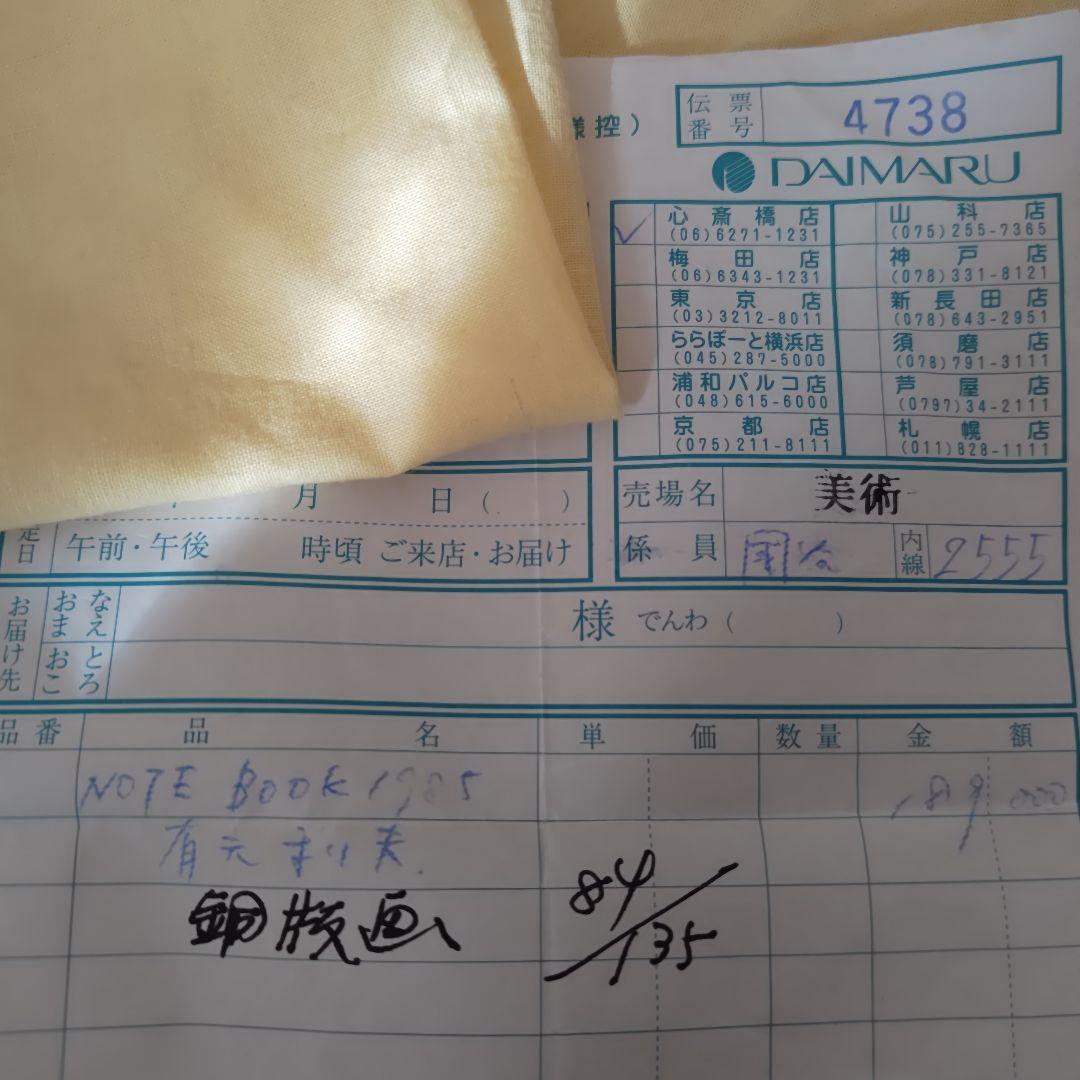 様控）
伝票番号 4738
DAIMARU
心斎橋店 (06)6271-1231
山科店 (075)255-7365
梅田店 (06)6343-1231
神戸店 (078)331-8121
東京店 (03)3212-8011
新長田店 (078)643-2951
ららぽーと横浜店 (045)287-5000
須磨店 (078)791-3111
浦和パルコ店 (048)615-6000
芦屋店 (0797)34-2111
京都店 (075)211-8111
札幌店 (011)828-1111
月 日（ ）
定日 午前・午後 時頃 ご来店・お届け
売場名 美術
係員 内線 2555
お届け先 おなまえ 様 でんわ（ ）
おところ
品番 品名 単価 数量 金額
NOTE BOOK 1985 189 000
有元利夫
銅版画 84/135